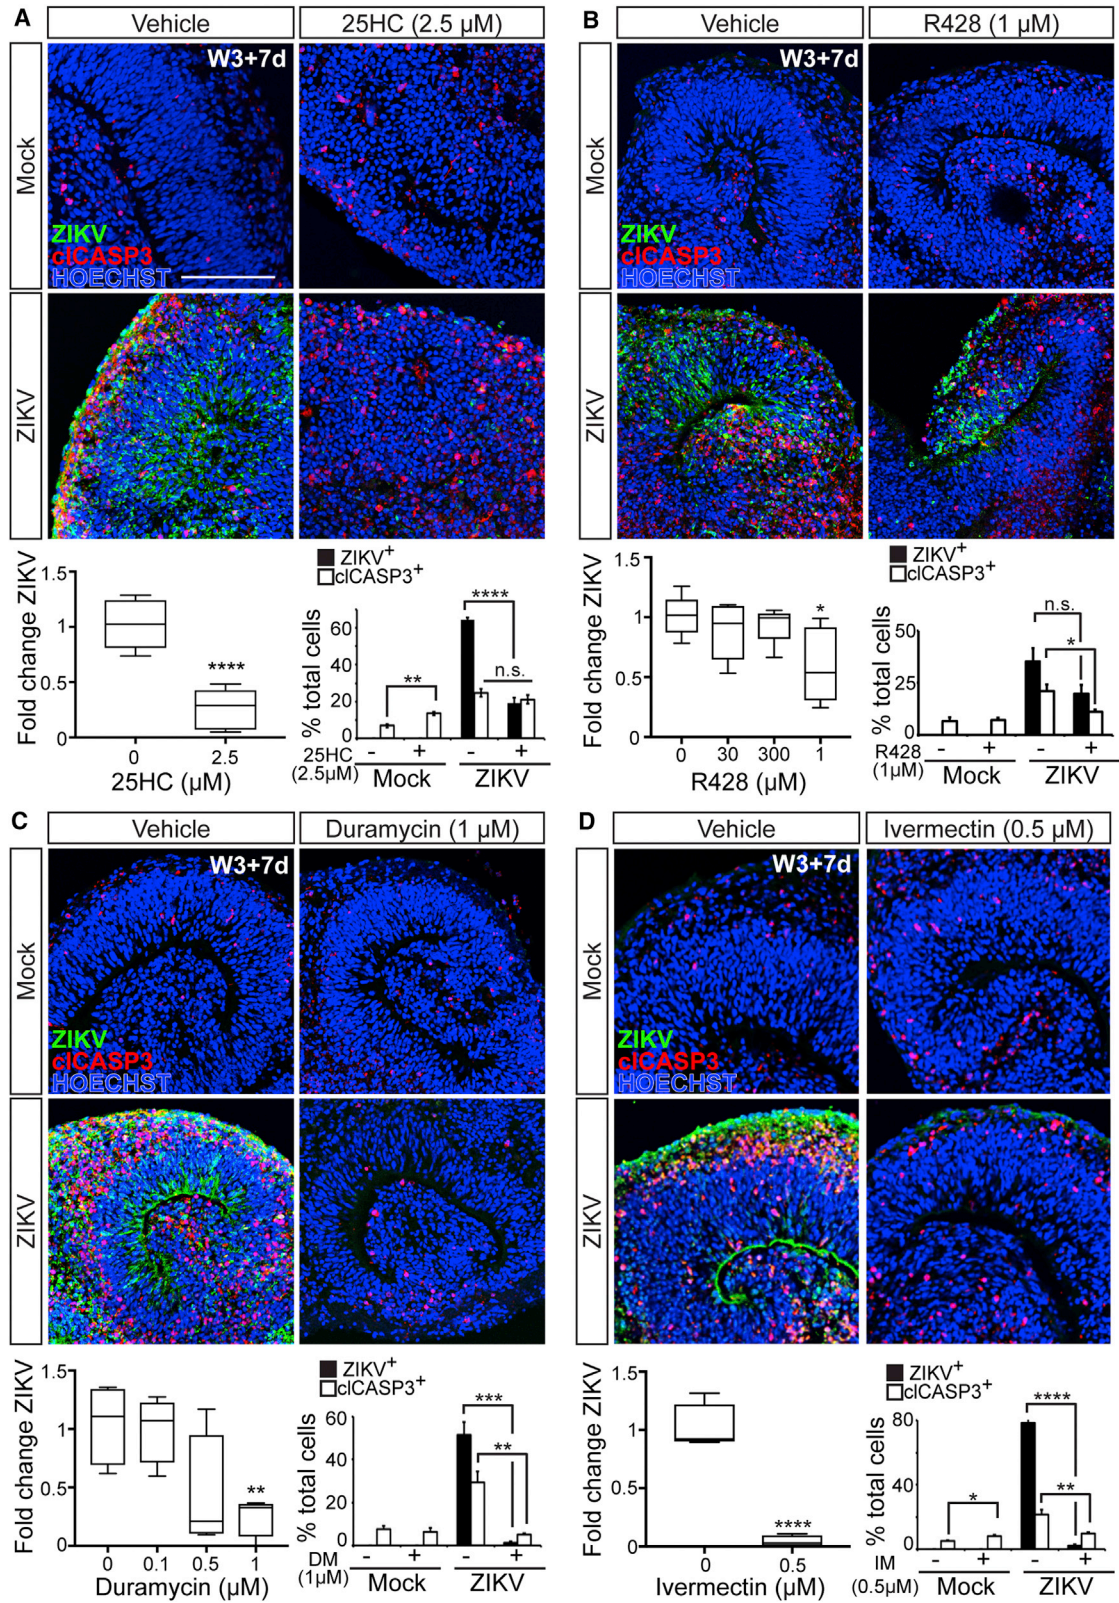 A
Vehicle
25HC (2.5 µM)
Mock
W3+7d
ZIKV
clCASP3
HOECHST
ZIKV
Fold change ZIKV
1.5
1
0.5
0
****
0
2.5
25HC (µM)
ZIKV+
clCASP3+
% total cells
60
40
20
0
**
****
n.s.
25HC
(2.5µM)
- + - +
Mock
ZIKV
B
Vehicle
R428 (1 µM)
Mock
W3+7d
ZIKV
clCASP3
HOECHST
ZIKV
Fold change ZIKV
1.5
1
0.5
0
*
0 30 300 1
R428 (µM)
ZIKV+
clCASP3+
% total cells
50
25
0
n.s.
*
R428
(1µM)
- + - +
Mock
ZIKV
C
Vehicle
Duramycin (1 µM)
Mock
W3+7d
ZIKV
clCASP3
HOECHST
ZIKV
Fold change ZIKV
1.5
1
0.5
0
**
0 0.1 0.5 1
Duramycin (µM)
ZIKV+
clCASP3+
% total cells
60
40
20
0
***
**
DM
(1µM)
- + - +
Mock
ZIKV
D
Vehicle
Ivermectin (0.5 µM)
Mock
W3+7d
ZIKV
clCASP3
HOECHST
ZIKV
Fold change ZIKV
1.5
1
0.5
0
****
0
0.5
Ivermectin (µM)
ZIKV+
clCASP3+
% total cells
80
40
0
*
****
**
IM
(0.5µM)
- + - +
Mock
ZIKV